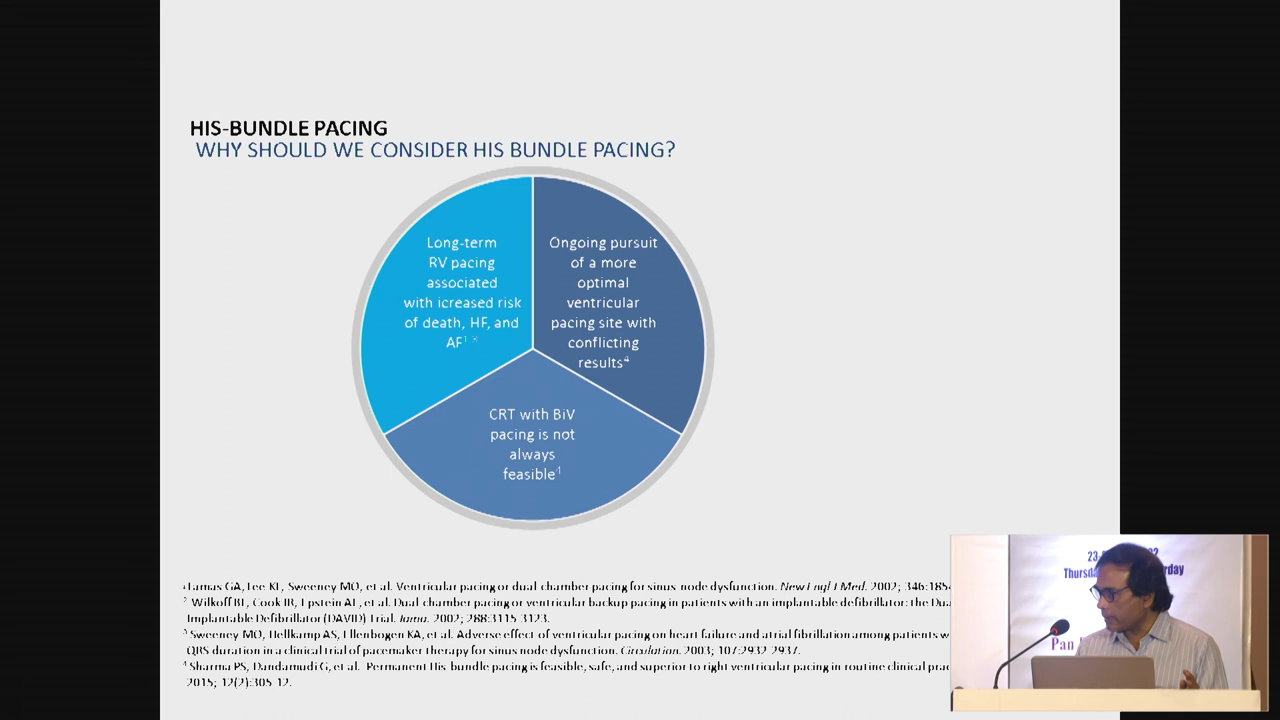 HIS-BUNDLE PACING
WHY SHOULD WE CONSIDER HIS BUNDLE PACING?
Long-term
RV pacing
associated
with icreased risk
of death, HF, and
AF
Ongoing pursuit
of a more
optimal
ventricular
pacing site with
conflicting
results⁴
CRT with BiV
pacing is not
always
feasible
Lamas GA, Lee KL, Sweeney MO, et al. Ventricular pacing or dual-chamber pacing for sinus-node dysfunction. New Engl J Med. 2002; 346:185
² Wilkoff BL, Cook JR, Epstein AE, et al. Dual-chamber pacing or ventricular backup pacing in patients with an implantable defibrillator: the Dua
Implantable Defibrillator (DAVID) Trial. Jama. 2002; 288:3115-3123.
³ Sweeney MO, Hellkamp AS, Ellenbogen KA, et al. Adverse effect of ventricular pacing on heart failure and atrial fibrillation among patients w
QRS duration in a clinical trial of pacemaker therapy for sinus node dysfunction. Circulation. 2003; 107:2932-2937.
⁴ Sharma PS, Dandamudi G, et al. Permanent His-bundle pacing is feasible, safe, and superior to right ventricular pacing in routine clinical prac
2015; 12(2):305-12.
23
Thursda
rday
Pan